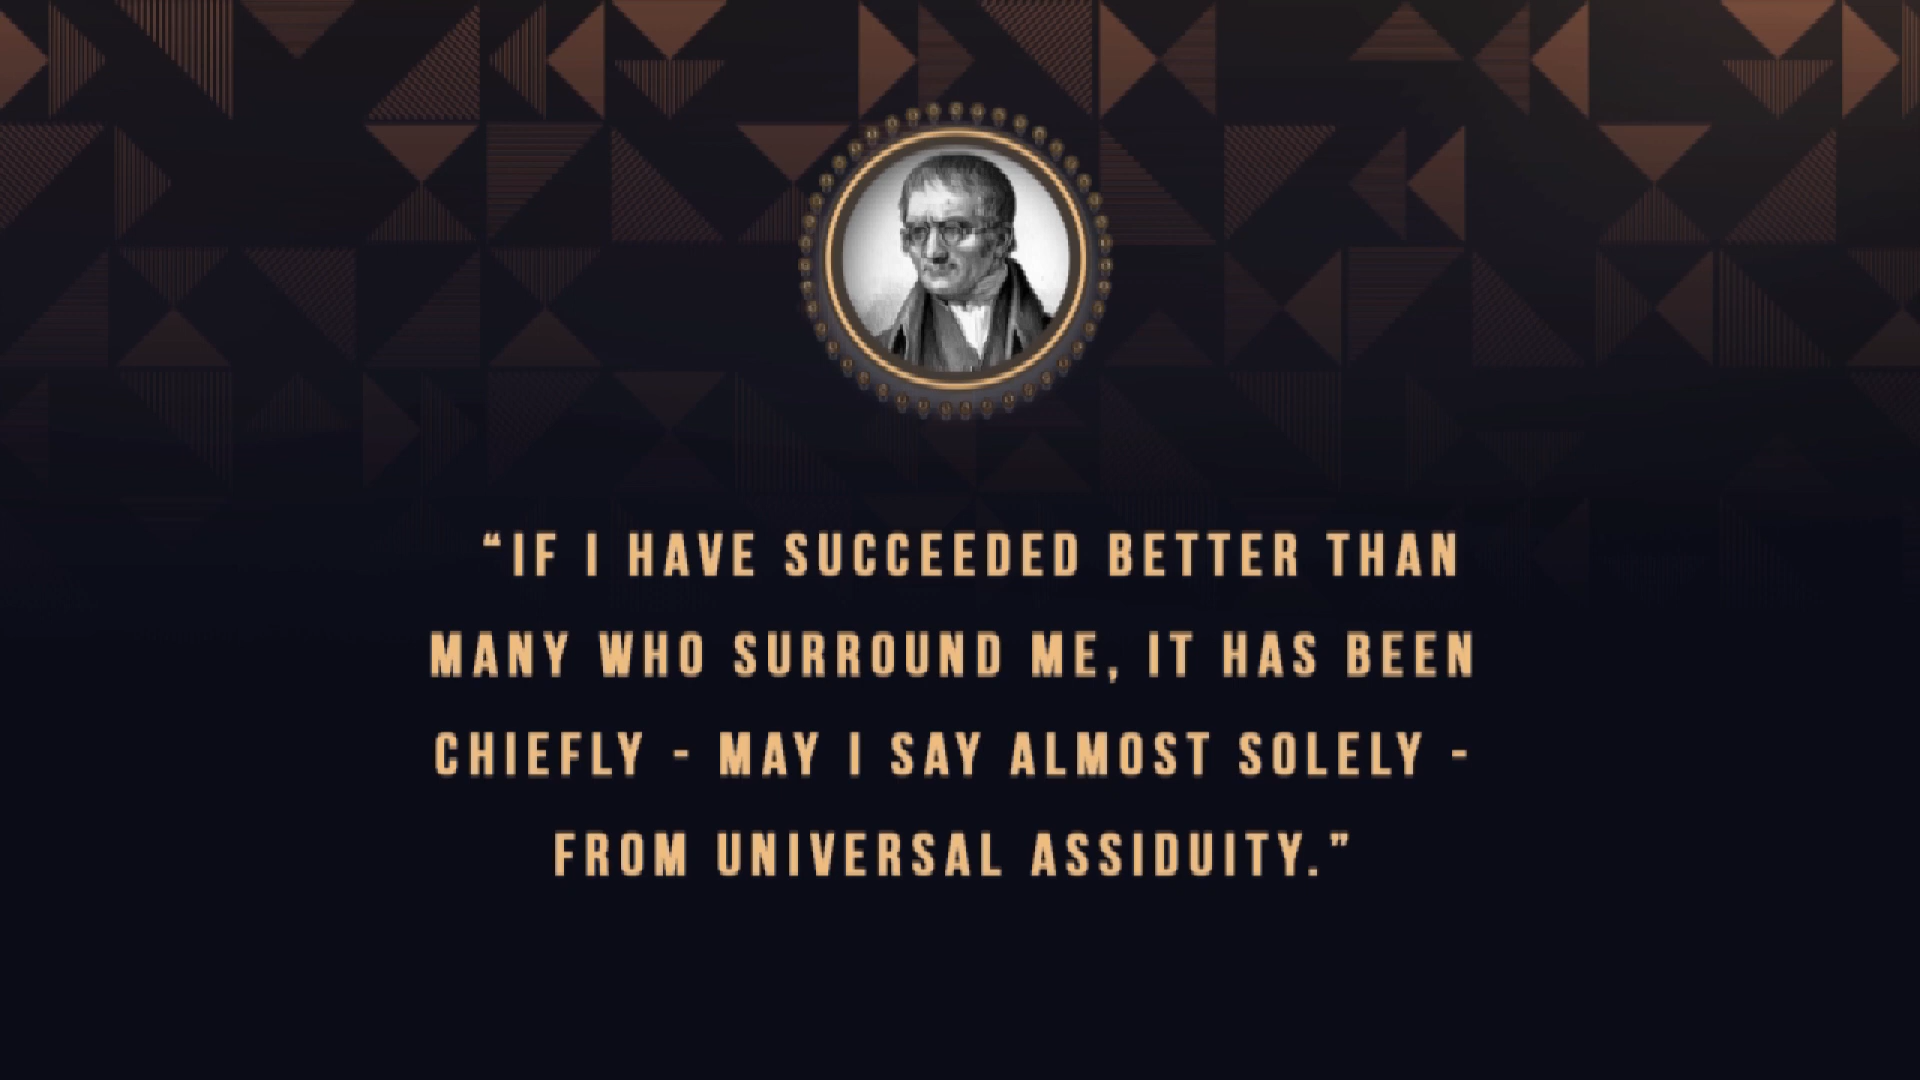 “IF I HAVE SUCCEEDED BETTER THAN
MANY WHO SURROUND ME, IT HAS BEEN
CHIEFLY - MAY I SAY ALMOST SOLELY -
FROM UNIVERSAL ASSIDUITY.”